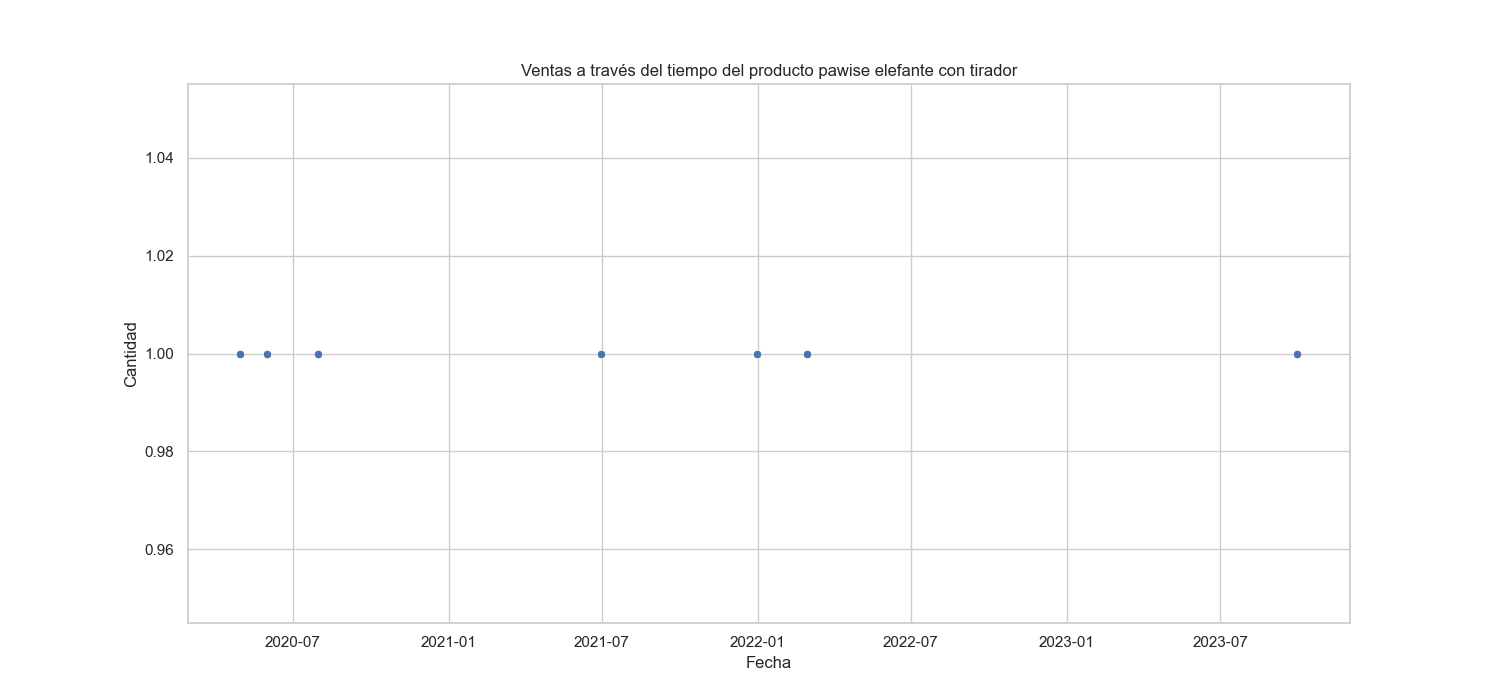 Ventas a través del tiempo del producto pawise elefante con tirador
1.04
1.02
1.00
0.98
0.96
Cantidad
2020-07 2021-01 2021-07 2022-01 2022-07 2023-01 2023-07
Fecha